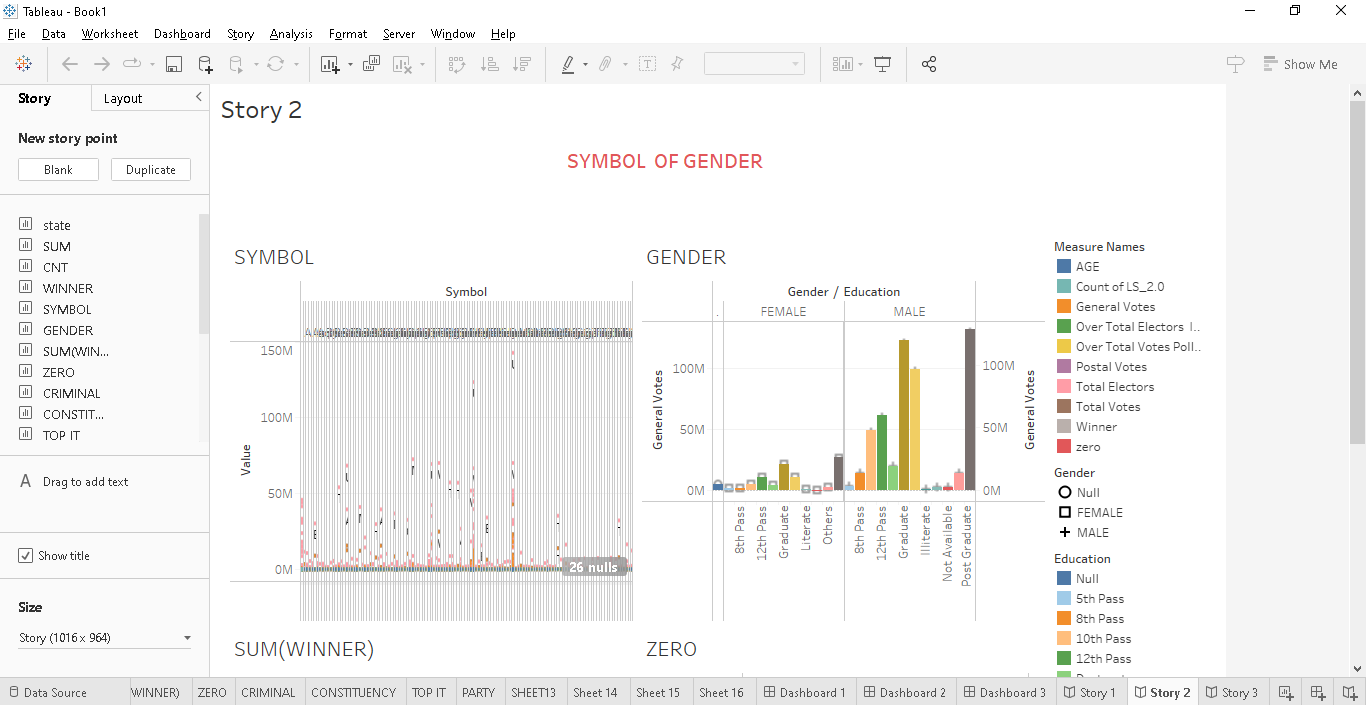 Tableau - Book1
File Data Worksheet Dashboard Story Analysis Format Server Window Help
Show Me
Story Layout
New story point
Blank Duplicate
state
SUM
CNT
WINNER
SYMBOL
GENDER
SUM(WIN...
ZERO
CRIMINAL
CONSTIT...
TOP IT
A Drag to add text
Show title
Size
Story (1016 x 964)
Story 2
SYMBOL OF GENDER
SYMBOL
Symbol
150M
100M
50M
0M
Value
26 nulls
GENDER
Gender / Education
FEMALE MALE
100M
50M
0M
General Votes
100M
50M
0M
General Votes
8th Pass
12th Pass
Graduate
Literate
Others
8th Pass
12th Pass
Graduate
Illiterate
Not Available
Post Graduate
SUM(WINNER)
ZERO
Measure Names
AGE
Count of LS_2.0
General Votes
Over Total Electors I..
Over Total Votes Poll..
Postal Votes
Total Electors
Total Votes
Winner
zero
Gender
Null
FEMALE
MALE
Education
Null
5th Pass
8th Pass
10th Pass
12th Pass
Data Source WINNER) ZERO CRIMINAL CONSTITUENCY TOP IT PARTY SHEET13 Sheet 14 Sheet 15 Sheet 16 Dashboard 1 Dashboard 2 Dashboard 3 Story 1 Story 2 Story 3